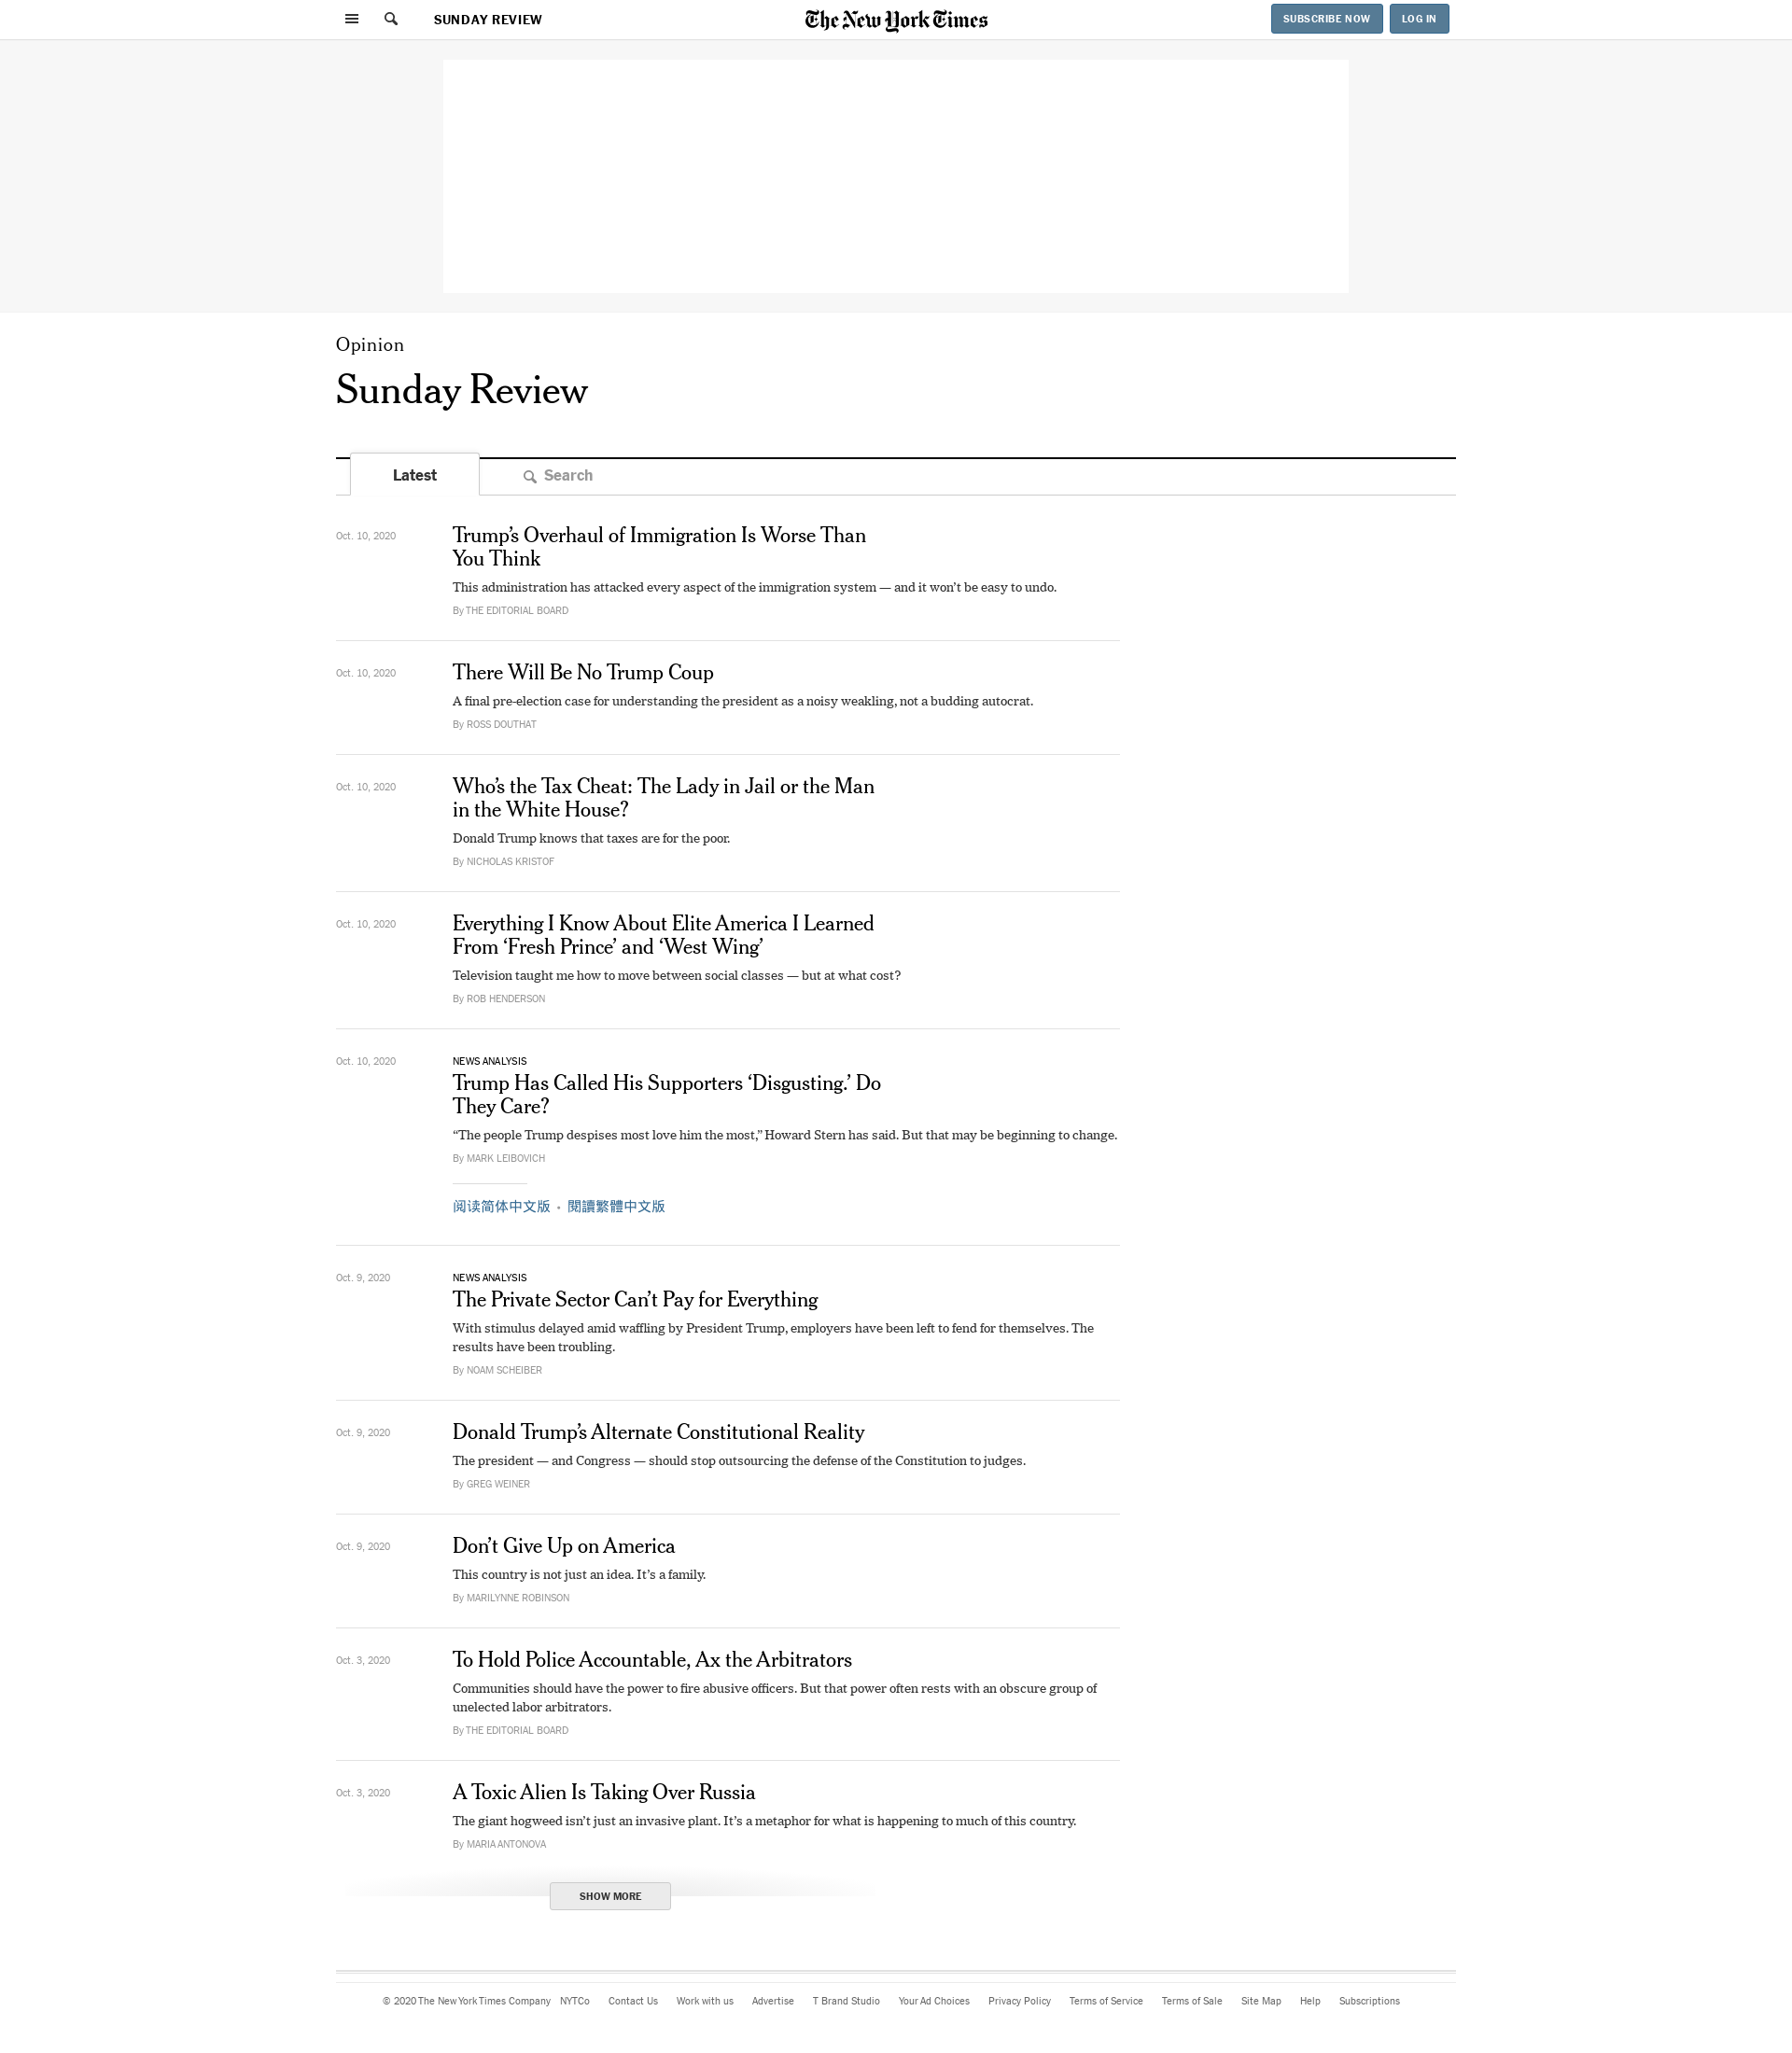 SUNDAY REVIEW
The New York Times
SUBSCRIBE NOW
LOG IN
Opinion
Sunday Review
Latest
Search
Oct. 10, 2020
Trump’s Overhaul of Immigration Is Worse Than
You Think
This administration has attacked every aspect of the immigration system — and it won’t be easy to undo.
By THE EDITORIAL BOARD
Oct. 10, 2020
There Will Be No Trump Coup
A final pre-election case for understanding the president as a noisy weakling, not a budding autocrat.
By ROSS DOUTHAT
Oct. 10, 2020
Who’s the Tax Cheat: The Lady in Jail or the Man
in the White House?
Donald Trump knows that taxes are for the poor.
By NICHOLAS KRISTOF
Oct. 10, 2020
Everything I Know About Elite America I Learned
From ‘Fresh Prince’ and ‘West Wing’
Television taught me how to move between social classes — but at what cost?
By ROB HENDERSON
Oct. 10, 2020
NEWS ANALYSIS
Trump Has Called His Supporters ‘Disgusting.’ Do
They Care?
“The people Trump despises most love him the most,” Howard Stern has said. But that may be beginning to change.
By MARK LEIBOVICH
阅读简体中文版 • 閱讀繁體中文版
Oct. 9, 2020
NEWS ANALYSIS
The Private Sector Can’t Pay for Everything
With stimulus delayed amid waffling by President Trump, employers have been left to fend for themselves. The
results have been troubling.
By NOAM SCHEIBER
Oct. 9, 2020
Donald Trump’s Alternate Constitutional Reality
The president — and Congress — should stop outsourcing the defense of the Constitution to judges.
By GREG WEINER
Oct. 9, 2020
Don’t Give Up on America
This country is not just an idea. It’s a family.
By MARILYNNE ROBINSON
Oct. 3, 2020
To Hold Police Accountable, Ax the Arbitrators
Communities should have the power to fire abusive officers. But that power often rests with an obscure group of
unelected labor arbitrators.
By THE EDITORIAL BOARD
Oct. 3, 2020
A Toxic Alien Is Taking Over Russia
The giant hogweed isn’t just an invasive plant. It’s a metaphor for what is happening to much of this country.
By MARIA ANTONOVA
SHOW MORE
© 2020 The New York Times Company NYTCo Contact Us Work with us Advertise T Brand Studio Your Ad Choices Privacy Policy Terms of Service Terms of Sale Site Map Help Subscriptions